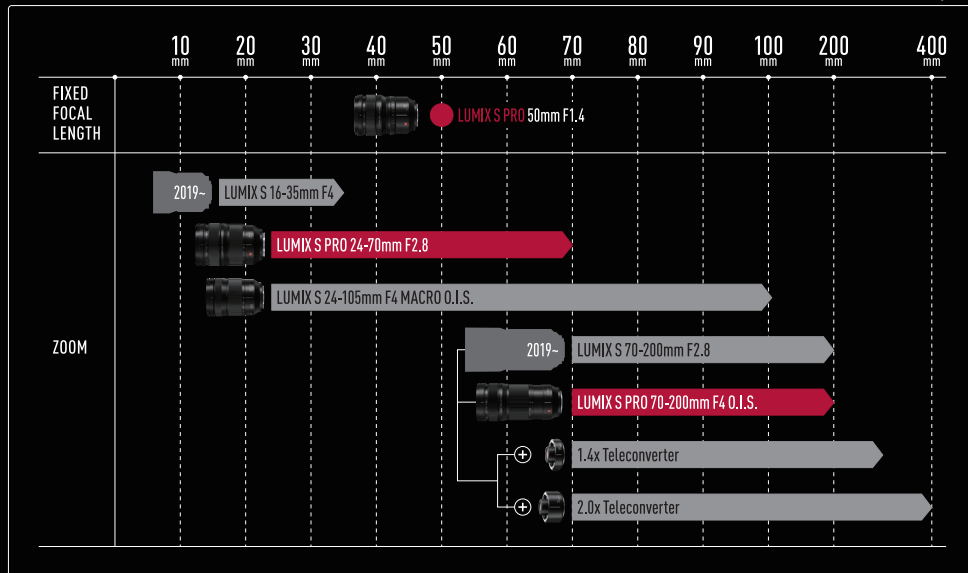 10 20 30 40 50 60 70 80 90 100 200 400
mm mm mm mm mm mm mm mm mm mm mm mm
FIXED
FOCAL
LENGTH
LUMIX S PRO 50mm F1.4
2019~ LUMIX S 16-35mm F4
LUMIX S PRO 24-70mm F2.8
LUMIX S 24-105mm F4 MACRO O.I.S.
ZOOM
2019~ LUMIX S 70-200mm F2.8
LUMIX S PRO 70-200mm F4 O.I.S.
+ 1.4x Teleconverter
+ 2.0x Teleconverter